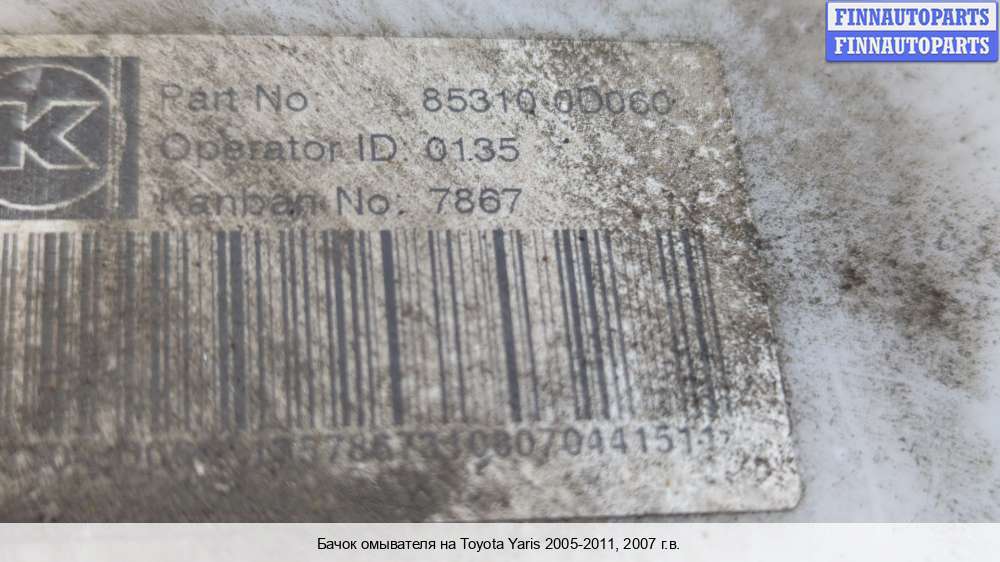 FINNAUTOPARTS
FINNAUTOPARTS
K
Part No: 85310-0D060
Operator ID: 0135
Kanban No: 7867
Бачок омывателя на Toyota Yaris 2005-2011, 2007 г.в.